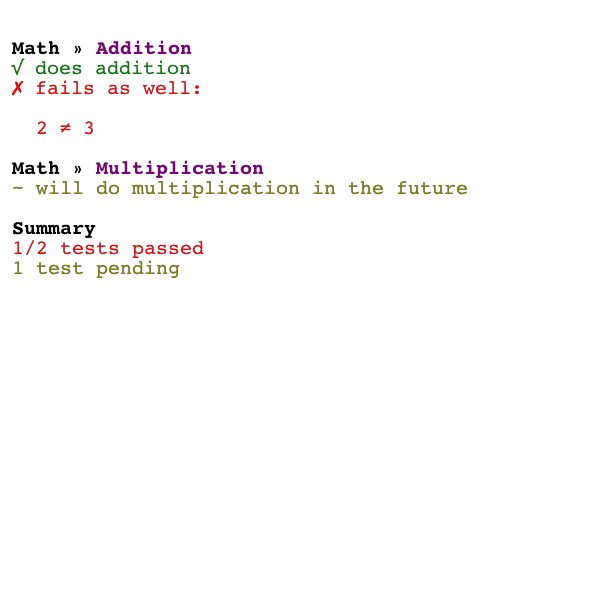 Math » Addition
√ does addition
✗ fails as well:
2 ≠ 3
Math » Multiplication
~ will do multiplication in the future
Summary
1/2 tests passed
1 test pending